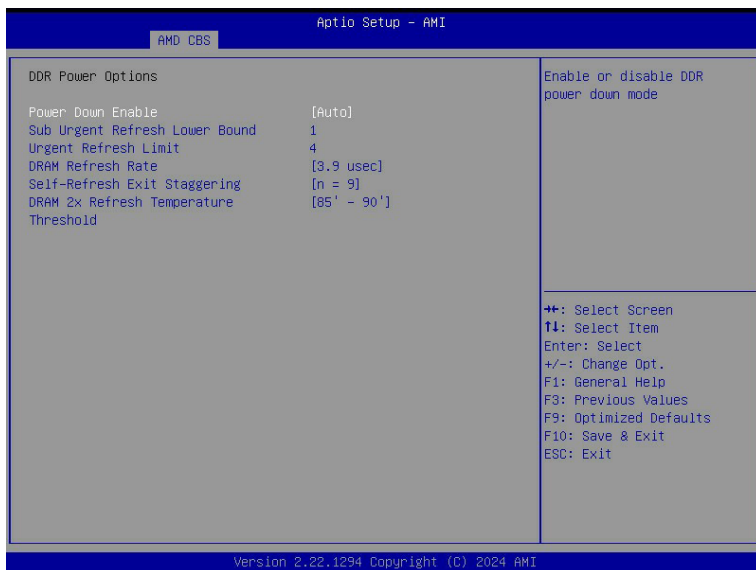 Aptio Setup - AMI
AMD CBS
DDR Power Options
Power Down Enable [Auto]
Sub Urgent Refresh Lower Bound 1
Urgent Refresh Limit 4
DRAM Refresh Rate [3.9 usec]
Self-Refresh Exit Staggering [n = 9]
DRAM 2x Refresh Temperature [85' - 90']
Threshold
Enable or disable DDR
power down mode
→←: Select Screen
↑↓: Select Item
Enter: Select
+/-: Change Opt.
F1: General Help
F3: Previous Values
F9: Optimized Defaults
F10: Save & Exit
ESC: Exit
Version 2.22.1294 Copyright (C) 2024 AMI